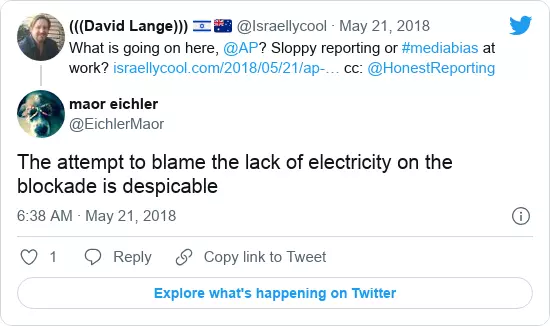 (((David Lange))) 🇮🇱 🇦🇺 @Israellycool · May 21, 2018
What is going on here, @AP? Sloppy reporting or #mediabias at
work? israellycool.com/2018/05/21/ap-… cc: @HonestReporting
maor eichler
@EichlerMaor
The attempt to blame the lack of electricity on the
blockade is despicable
6:38 AM · May 21, 2018
1 Reply Copy link to Tweet
Explore what's happening on Twitter